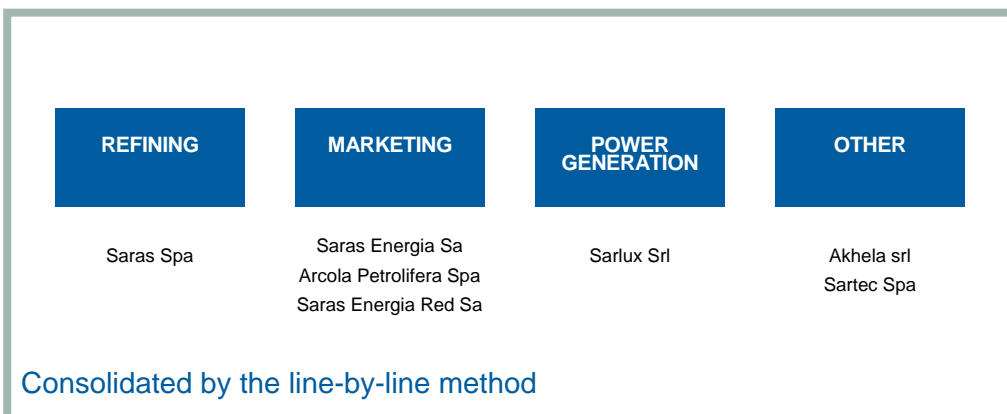 REFINING
Saras Spa
MARKETING
Saras Energia Sa
Arcola Petrolifera Spa
Saras Energia Red Sa
POWER
GENERATION
Sarlux Srl
OTHER
Akhela srl
Sartec Spa
Consolidated by the line-by-line method